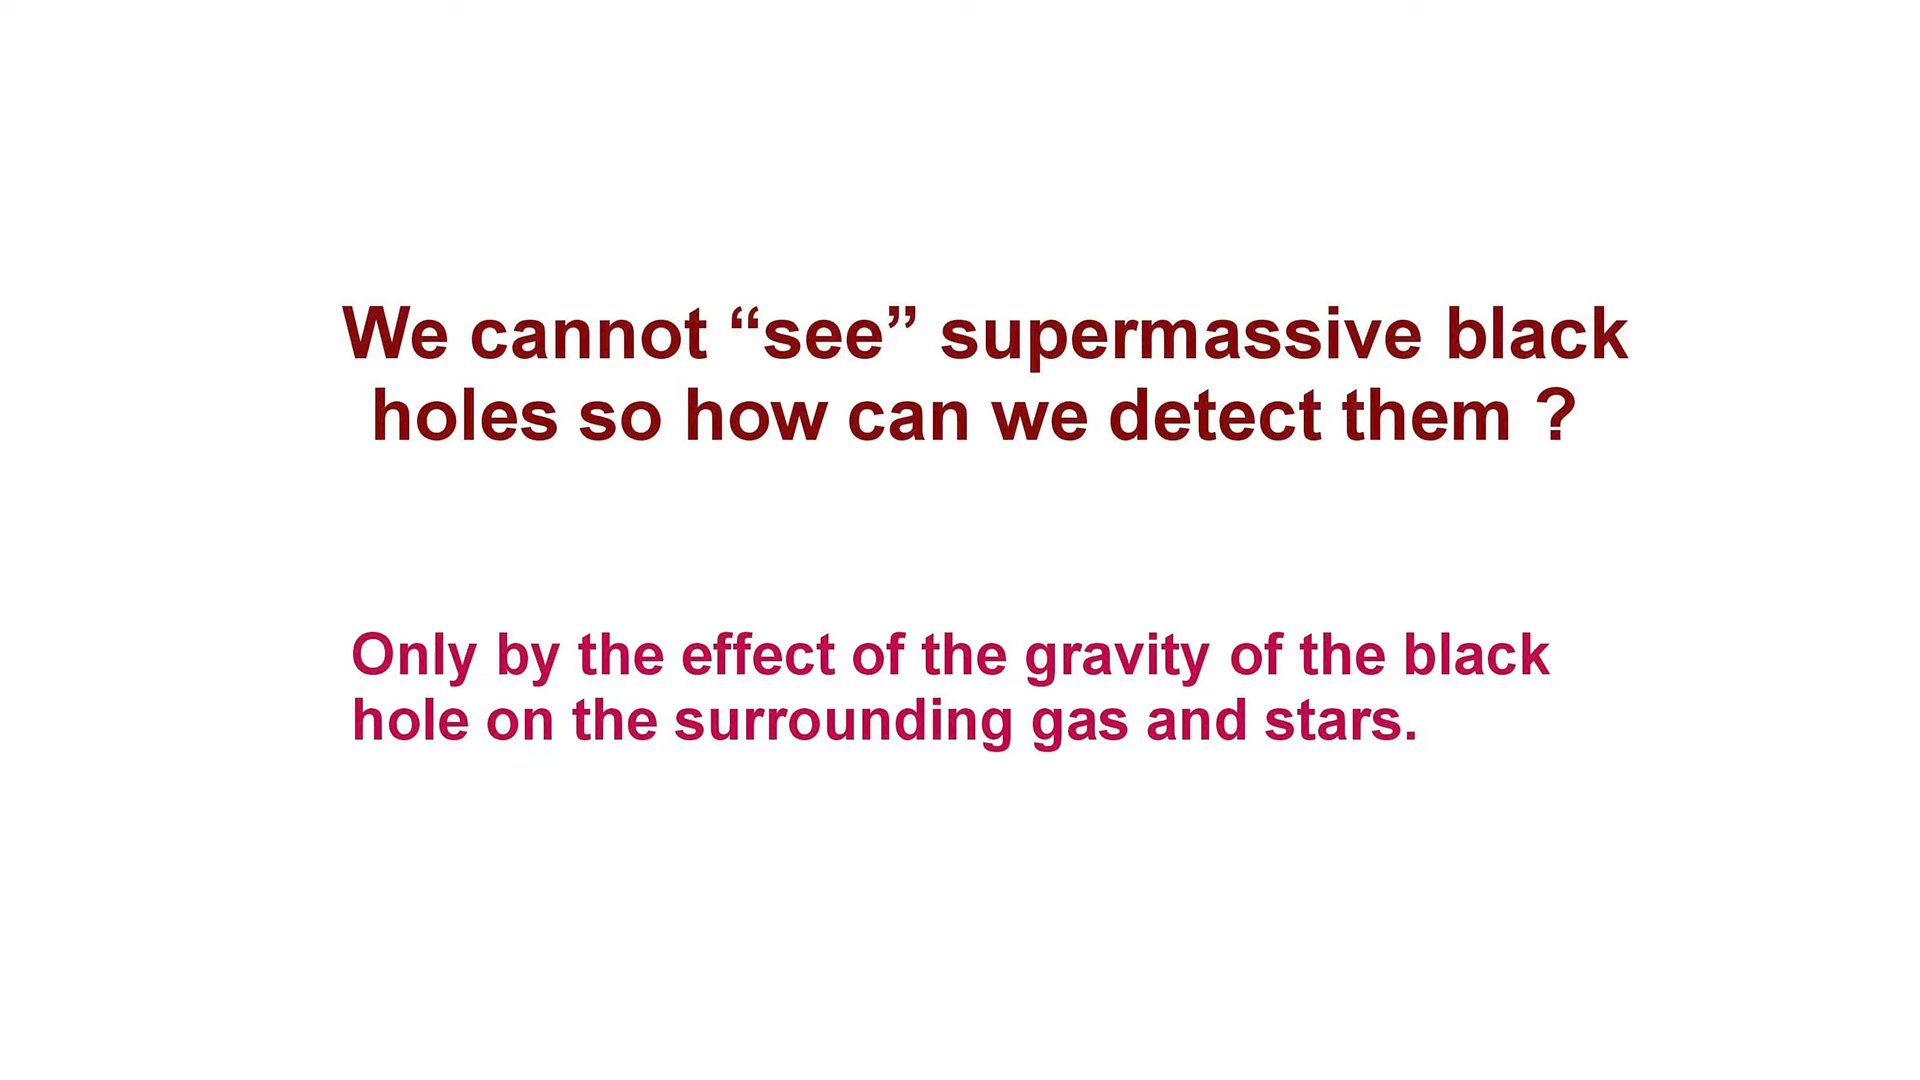 We cannot “see” supermassive black
holes so how can we detect them ?
Only by the effect of the gravity of the black
hole on the surrounding gas and stars.